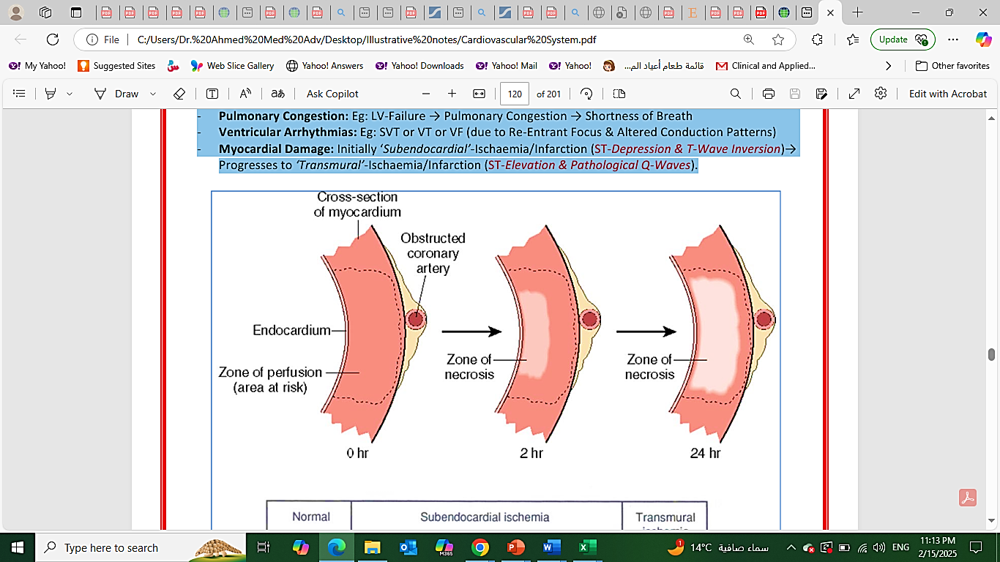 File
C:/Users/Dr.%20Ahmed%20Med%20Adv/Desktop/Illustrative%20notes/Cardiovascular%20System.pdf
Update
My Yahoo!
Suggested Sites
Web Slice Gallery
Yahoo! Answers
Yahoo! Downloads
Yahoo! Mail
Yahoo!
قائمة طعام أعياد الم...
Clinical and Applied...
Other favorites
Draw
Ask Copilot
120 of 201
Edit with Acrobat
- Pulmonary Congestion: Eg: LV-Failure → Pulmonary Congestion → Shortness of Breath
- Ventricular Arrhythmias: Eg: SVT or VT or VF (due to Re-Entrant Focus & Altered Conduction Patterns)
- Myocardial Damage: Initially ‘Subendocardial’-Ischaemia/Infarction (ST-Depression & T-Wave Inversion)→
Progresses to ‘Transmural’-Ischaemia/Infarction (ST-Elevation & Pathological Q-Waves).
Cross-section
of myocardium
Obstructed
coronary
artery
Endocardium
Zone of perfusion
(area at risk)
Zone of
necrosis
Zone of
necrosis
0 hr
2 hr
24 hr
Normal
Subendocardial ischemia
Transmural
Type here to search
1
14°C سماء صافية
ENG
11:13 PM
2/15/2025